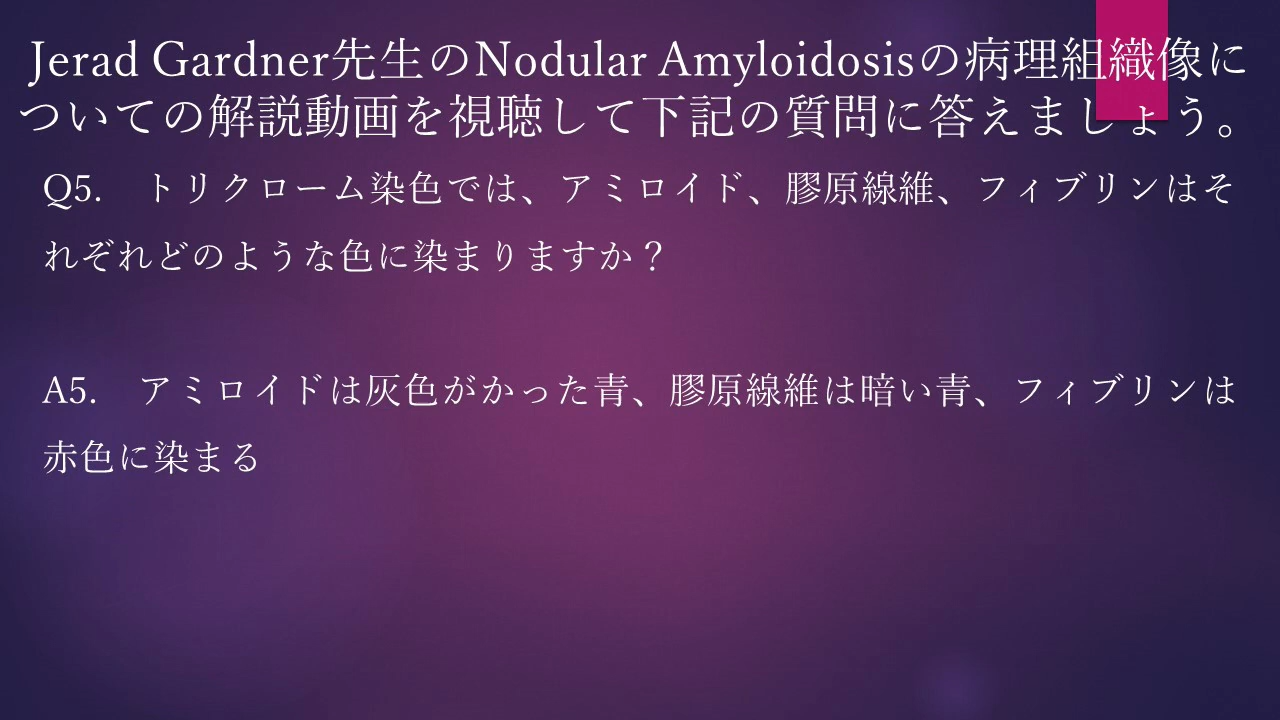 Jerad Gardner先生のNodular Amyloidosisの病理組織像に
ついての解説動画を視聴して下記の質問に答えましょう。
Q5.　トリクローム染色では、アミロイド、膠原線維、フィブリンはそ
れぞれどのような色に染まりますか？
A5.　アミロイドは灰色がかった青、膠原線維は暗い青、フィブリンは
赤色に染まる